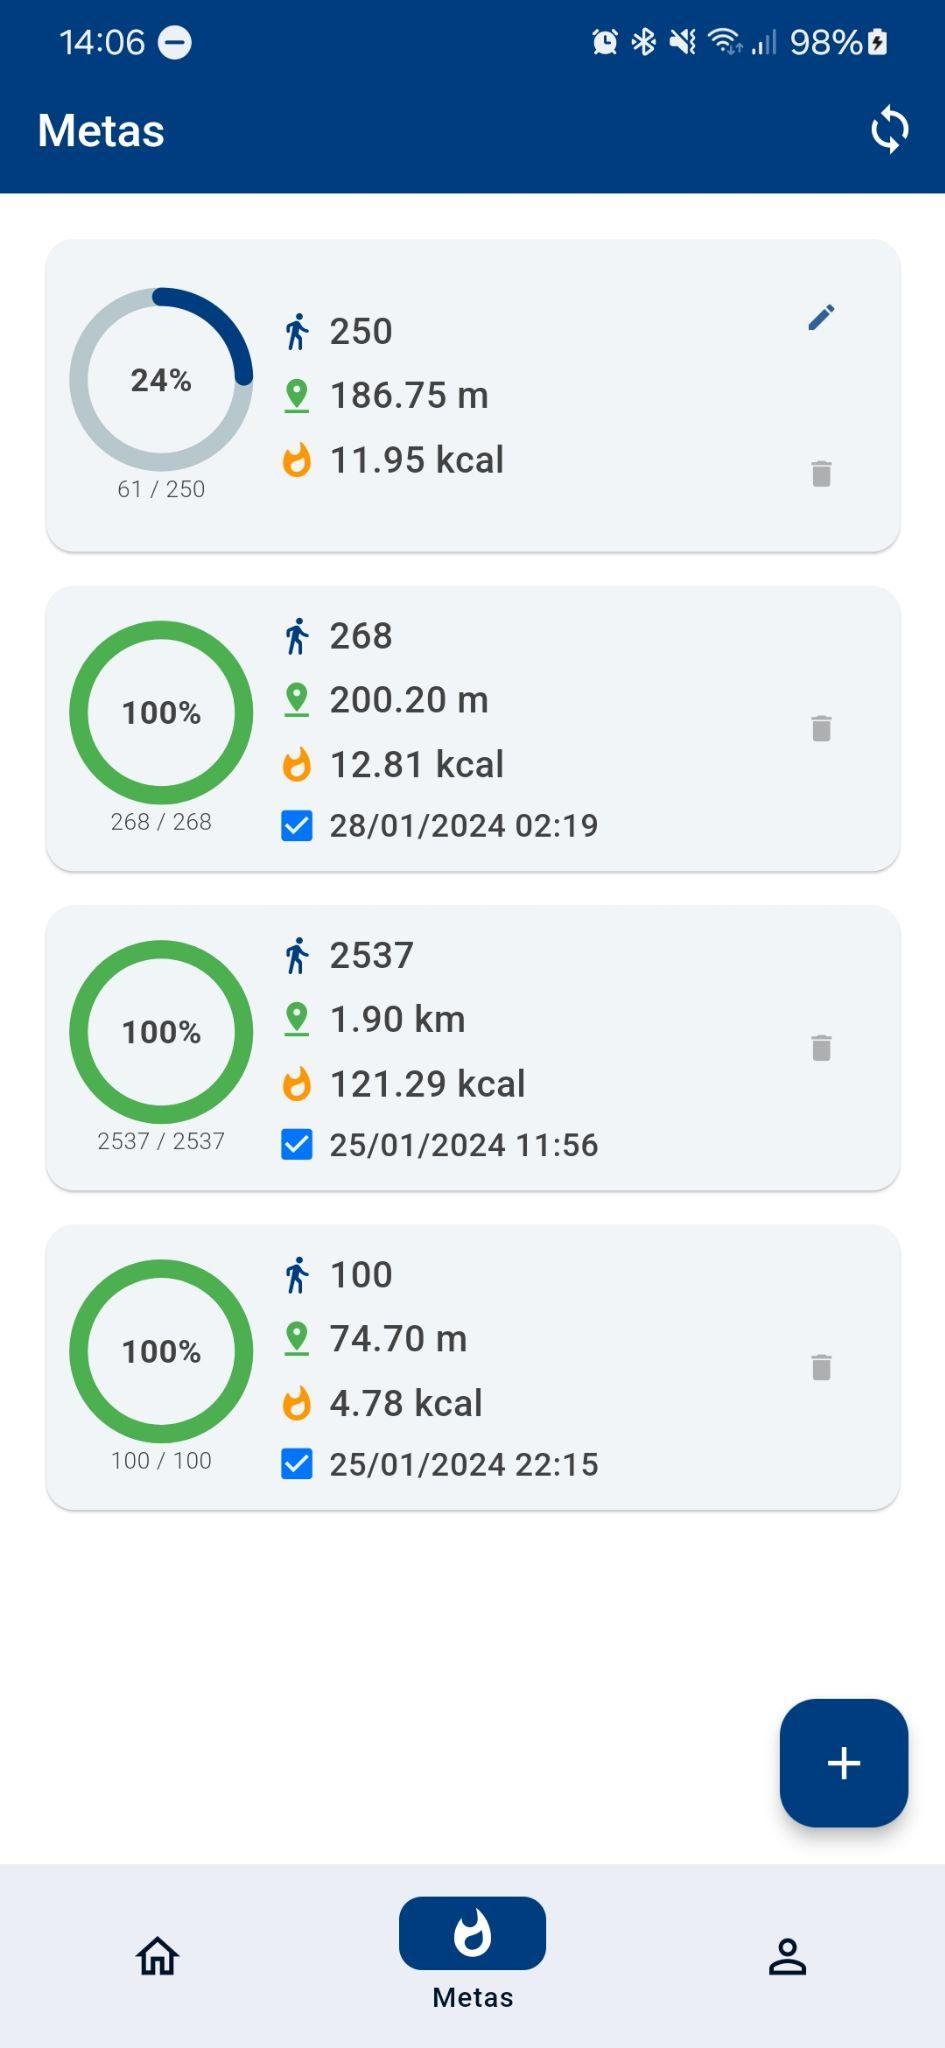 14:06
98%
Metas
24%
61 / 250
250
186.75 m
11.95 kcal
100%
268 / 268
268
200.20 m
12.81 kcal
28/01/2024 02:19
100%
2537 / 2537
2537
1.90 km
121.29 kcal
25/01/2024 11:56
100%
100 / 100
100
74.70 m
4.78 kcal
25/01/2024 22:15
Metas